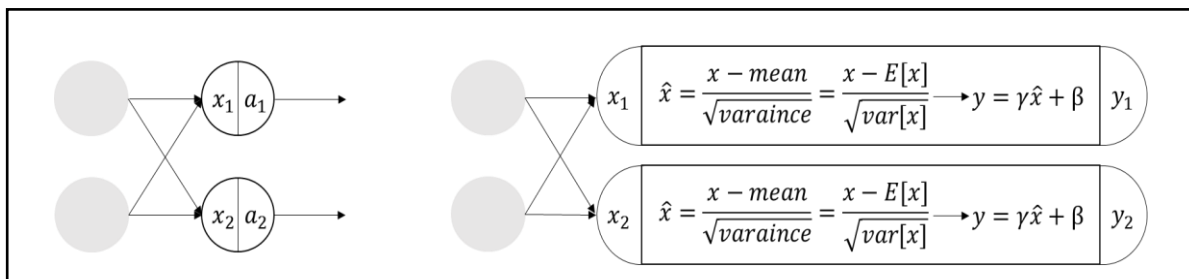 x₁ a₁
x₂ a₂
x₁ x̂ = (x − mean)/√varaince = (x − E[x])/√var[x] → y = γx̂ + β y₁
x₂ x̂ = (x − mean)/√varaince = (x − E[x])/√var[x] → y = γx̂ + β y₂